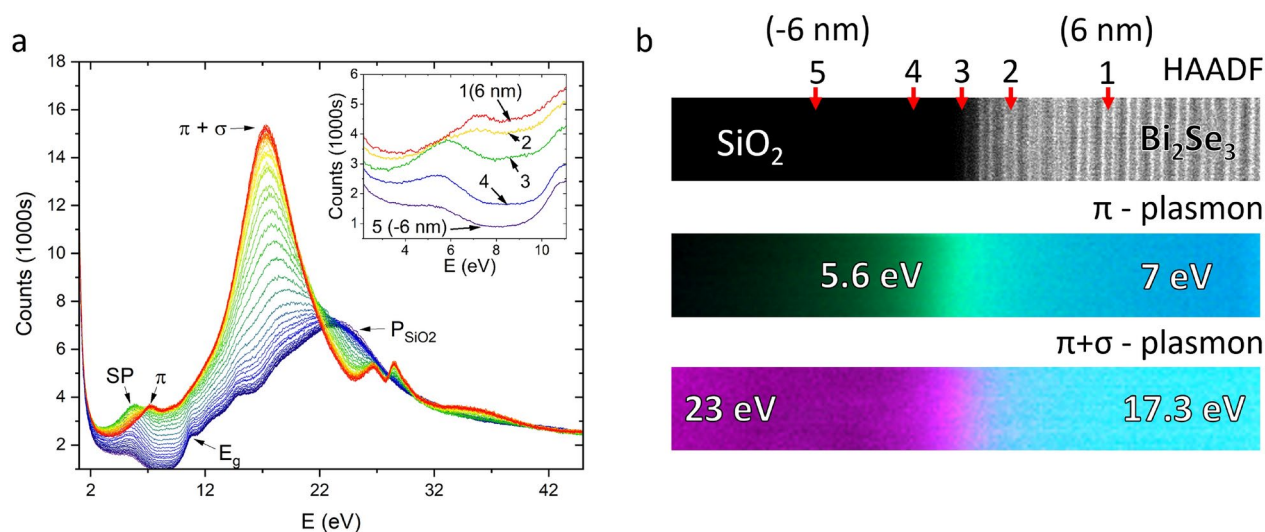 a
Counts (1000s)
18
16
14
12
10
8
6
4
2
2
12
22
32
42
E (eV)
π + σ
SP
π
E_g
P_SiO2
Counts (1000s)
6
5
4
3
2
1
4
6
8
10
E (eV)
1(6 nm)
2
3
4
5 (-6 nm)
b
(-6 nm)
(6 nm)
5
4
3
2
1
HAADF
SiO₂
Bi₂Se₃
π - plasmon
5.6 eV
7 eV
π+σ - plasmon
23 eV
17.3 eV